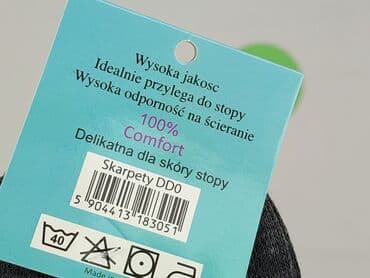 Wysoka jakosc
Idealnie przylega do stopy
Wysoka odporność na ścieranie
100%
Comfort
Delikatna dla skóry stopy
Skarpety DD0
5 904413 183051
40
Made